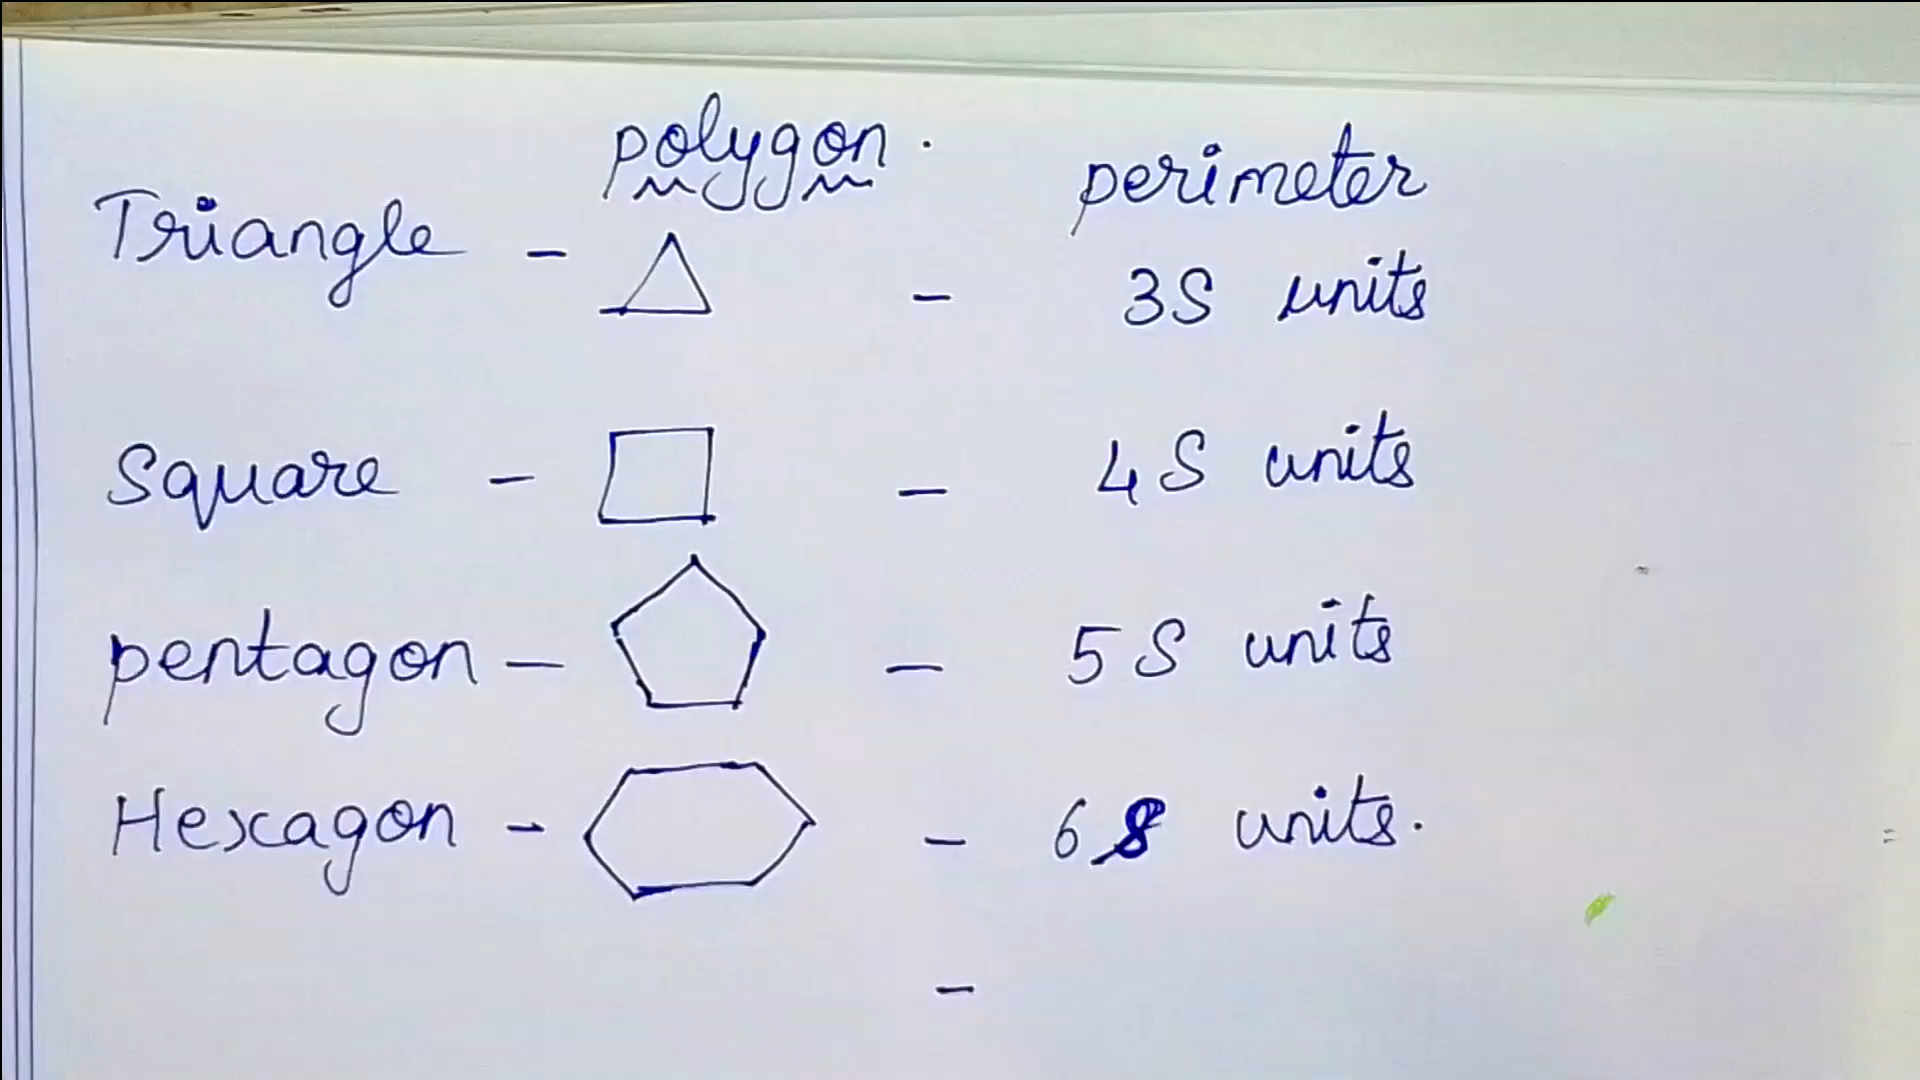 polygon. perimeter
Triangle - - 3S units
Square - - 4S units
pentagon - - 5S units
Hexagon - - 6S units.
-